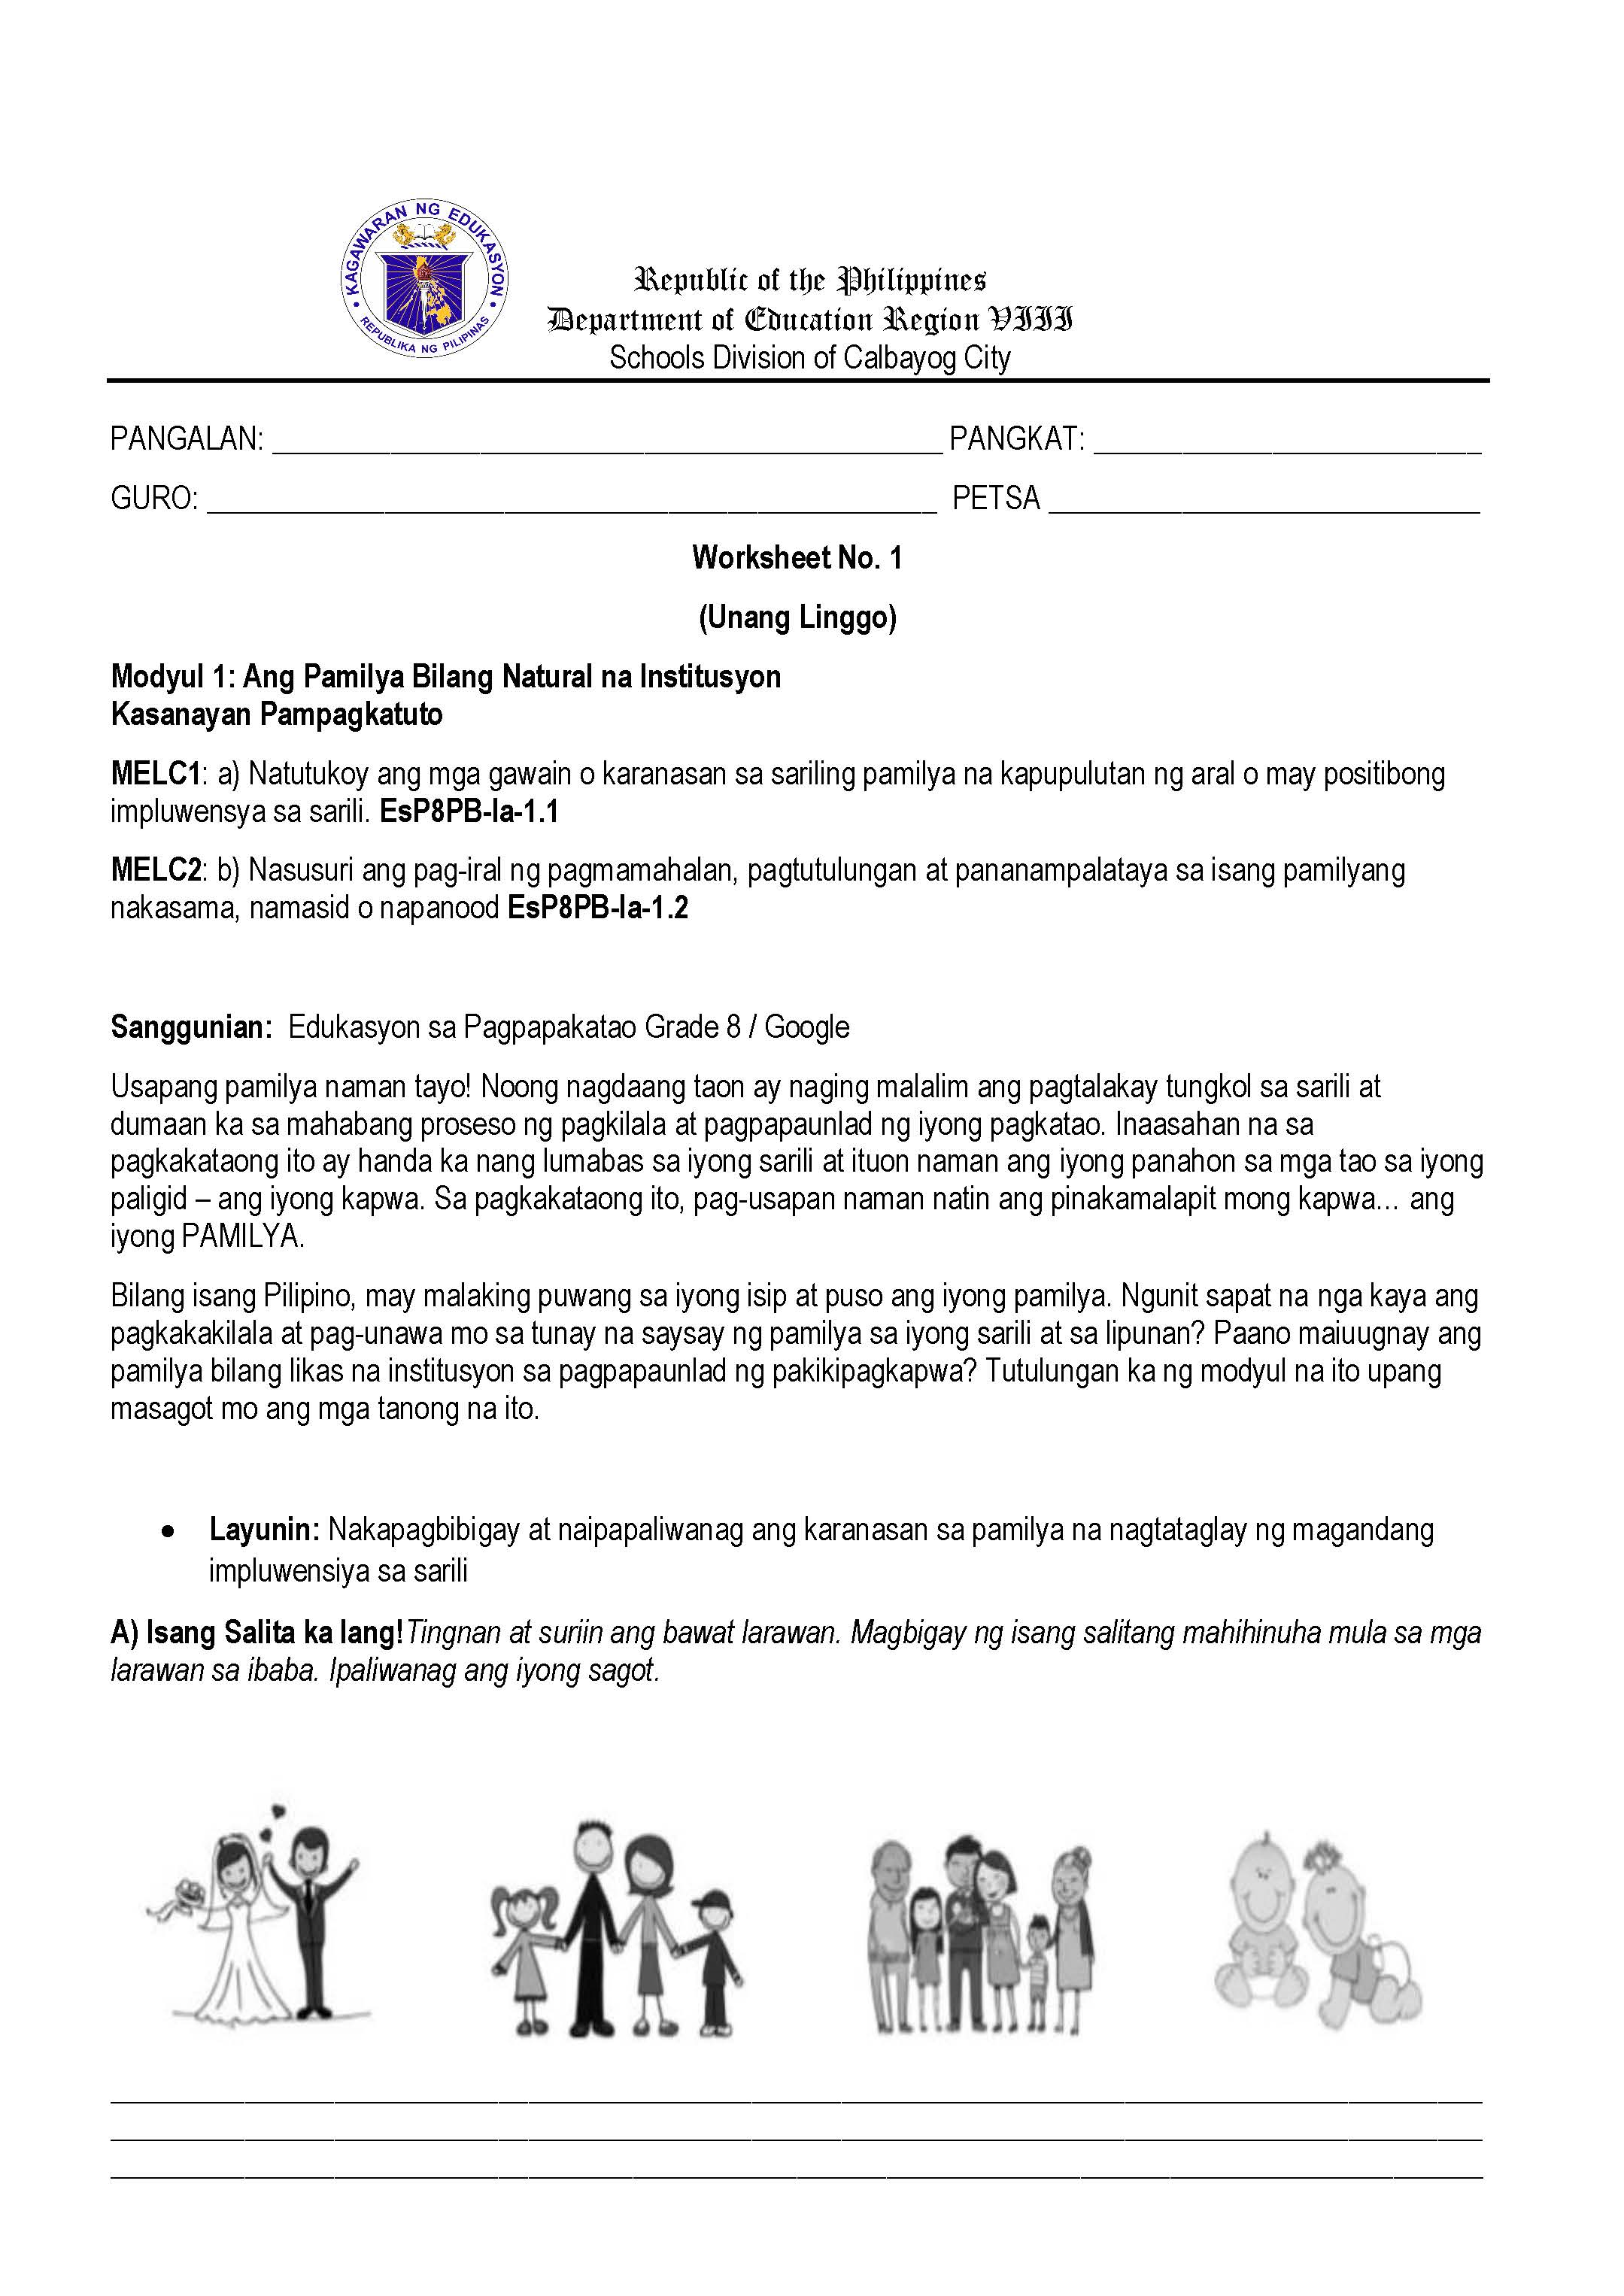 KAGAWARAN NG EDUKASYON
REPUBLIKA NG PILIPINAS
Republic of the Philippines
Department of Education Region VIII
Schools Division of Calbayog City
PANGALAN: _____________________________________________ PANGKAT: __________________________
GURO: _________________________________________________ PETSA _____________________________
Worksheet No. 1
(Unang Linggo)
Modyul 1: Ang Pamilya Bilang Natural na Institusyon
Kasanayan Pampagkatuto
MELC1: a) Natutukoy ang mga gawain o karanasan sa sariling pamilya na kapupulutan ng aral o may positibong
impluwensya sa sarili. EsP8PB-Ia-1.1
MELC2: b) Nasusuri ang pag-iral ng pagmamahalan, pagtutulungan at pananampalataya sa isang pamilyang
nakasama, namasid o napanood EsP8PB-Ia-1.2
Sanggunian: Edukasyon sa Pagpapakatao Grade 8 / Google
Usapang pamilya naman tayo! Noong nagdaang taon ay naging malalim ang pagtalakay tungkol sa sarili at
dumaan ka sa mahabang proseso ng pagkilala at pagpapaunlad ng iyong pagkatao. Inaasahan na sa
pagkakataong ito ay handa ka nang lumabas sa iyong sarili at ituon naman ang iyong panahon sa mga tao sa iyong
paligid – ang iyong kapwa. Sa pagkakataong ito, pag-usapan naman natin ang pinakamalapit mong kapwa… ang
iyong PAMILYA.
Bilang isang Pilipino, may malaking puwang sa iyong isip at puso ang iyong pamilya. Ngunit sapat na nga kaya ang
pagkakakilala at pag-unawa mo sa tunay na saysay ng pamilya sa iyong sarili at sa lipunan? Paano maiuugnay ang
pamilya bilang likas na institusyon sa pagpapaunlad ng pakikipagkapwa? Tutulungan ka ng modyul na ito upang
masagot mo ang mga tanong na ito.
• Layunin: Nakapagbibigay at naipapaliwanag ang karanasan sa pamilya na nagtataglay ng magandang
impluwensiya sa sarili
A) Isang Salita ka lang! Tingnan at suriin ang bawat larawan. Magbigay ng isang salitang mahihinuha mula sa mga
larawan sa ibaba. Ipaliwanag ang iyong sagot.